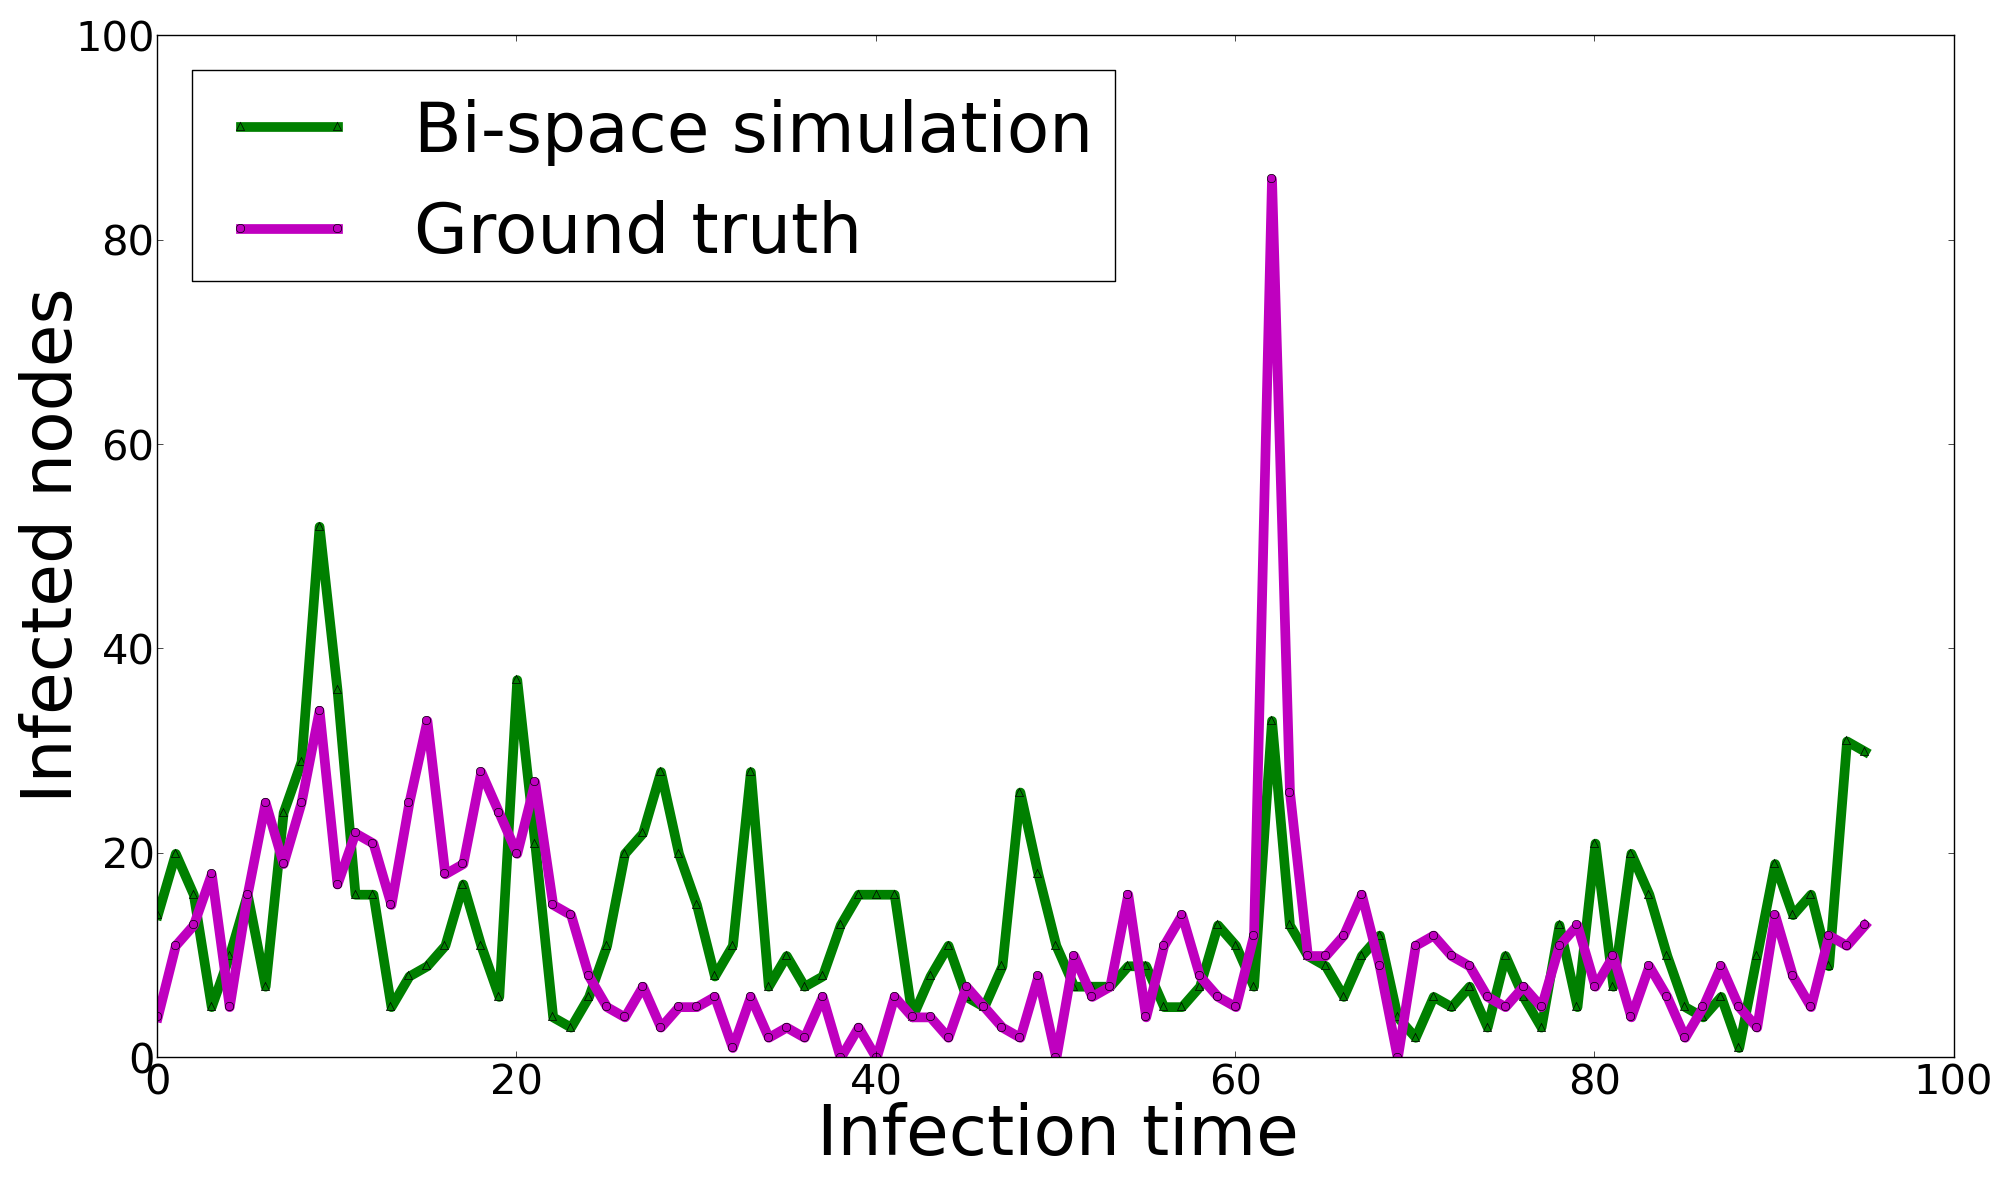 100
80
60
40
20
0
Infected nodes
Bi-space simulation
Ground truth
0 20 40 60 80 100
Infection time